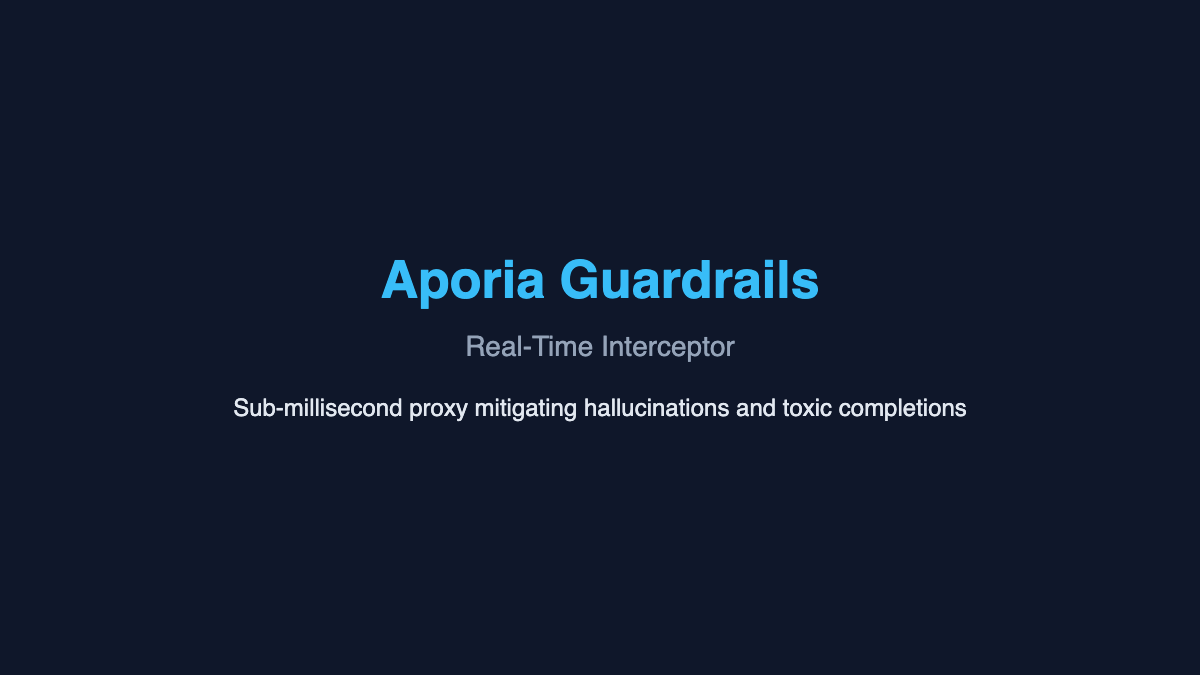 Aporia Guardrails
Real-Time Interceptor
Sub-millisecond proxy mitigating hallucinations and toxic completions